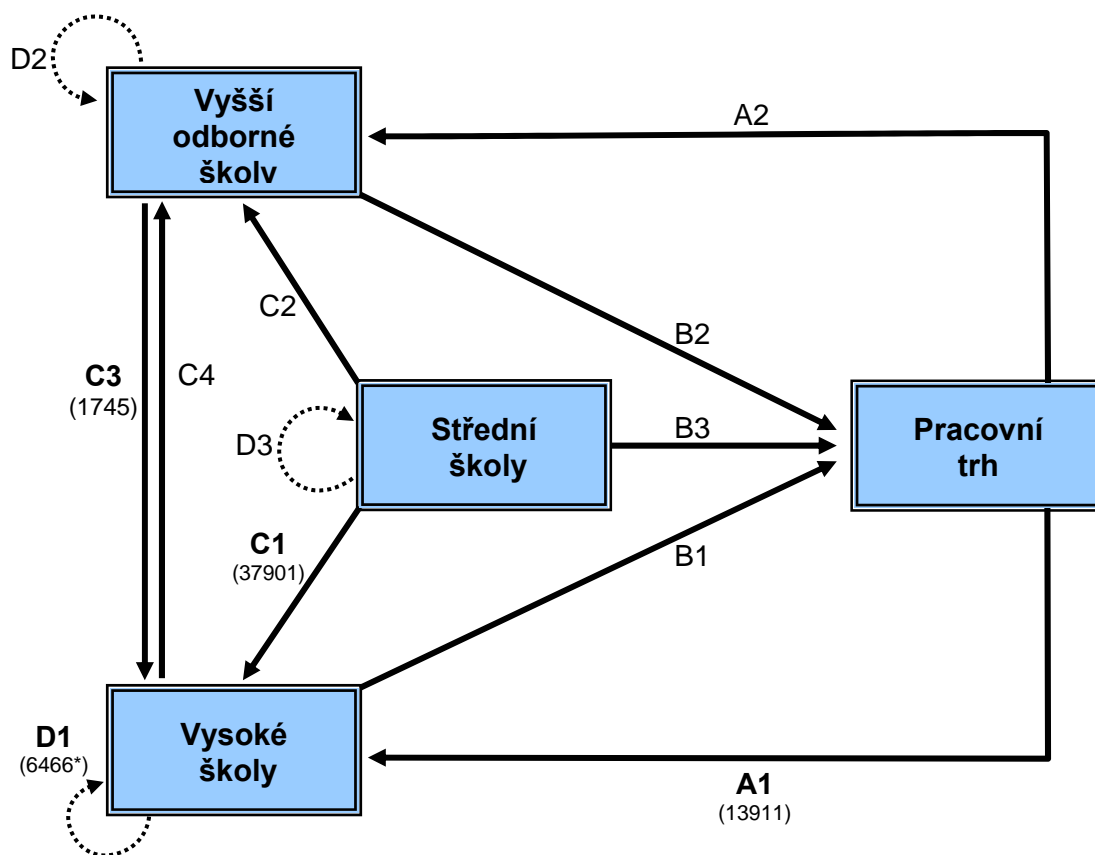 D2
Vyšší
odborné
školv
A2
C2
B2
C3
(1745)
C4
D3
Střední
školy
B3
Pracovní
trh
C1
(37901)
B1
D1
(6466*)
Vysoké
školy
A1
(13911)